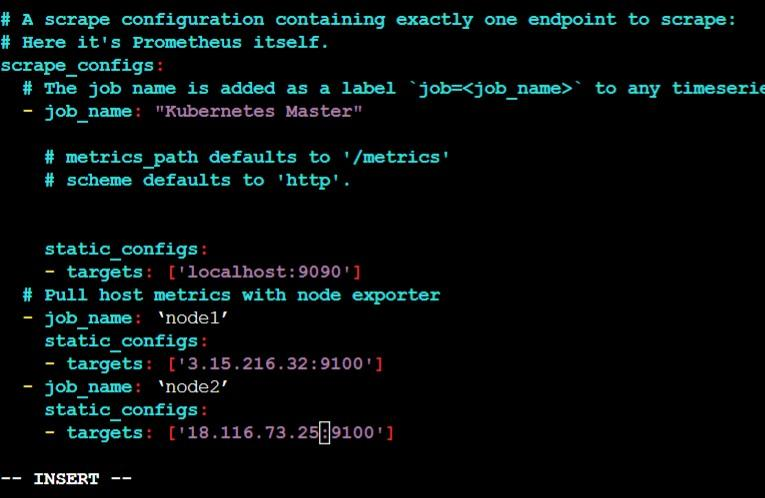 # A scrape configuration containing exactly one endpoint to scrape:
# Here it's Prometheus itself.
scrape_configs:
  # The job name is added as a label `job=<job_name>` to any timeserie
  - job_name: "Kubernetes Master"
    # metrics_path defaults to '/metrics'
    # scheme defaults to 'http'.
    static_configs:
    - targets: ['localhost:9090']
  # Pull host metrics with node exporter
  - job_name: ‘node1’
    static_configs:
    - targets: ['3.15.216.32:9100']
  - job_name: ‘node2’
    static_configs:
    - targets: ['18.116.73.25:9100']
-- INSERT --